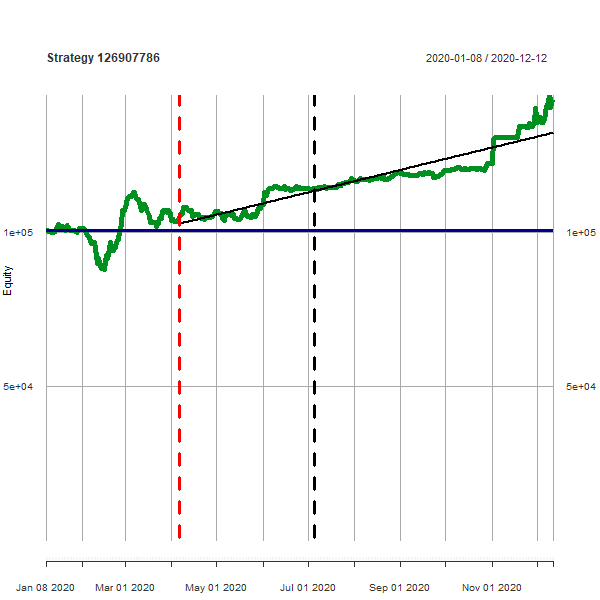 Strategy 126907786
2020-01-08 / 2020-12-12
1e+05
1e+05
Equity
5e+04
5e+04
Jan 08 2020
Mar 01 2020
May 01 2020
Jul 01 2020
Sep 01 2020
Nov 01 2020